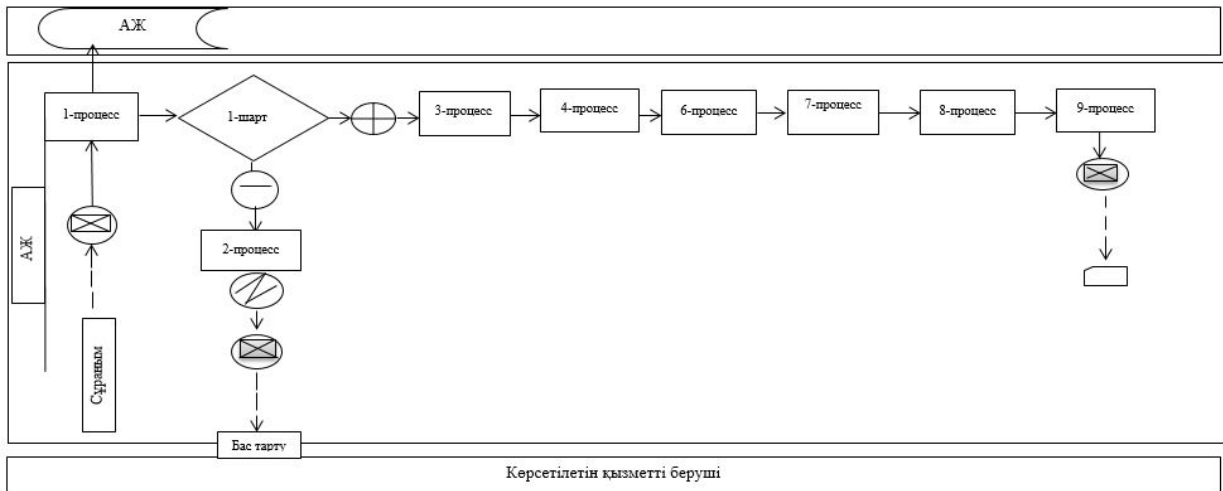 АЖ
1-процесс
1-шарт
3-процесс
4-процесс
6-процесс
7-процесс
8-процесс
9-процесс
АЖ
2-процесс
Сұраным
Бас тарту
Көрсетілетін қызметті беруші